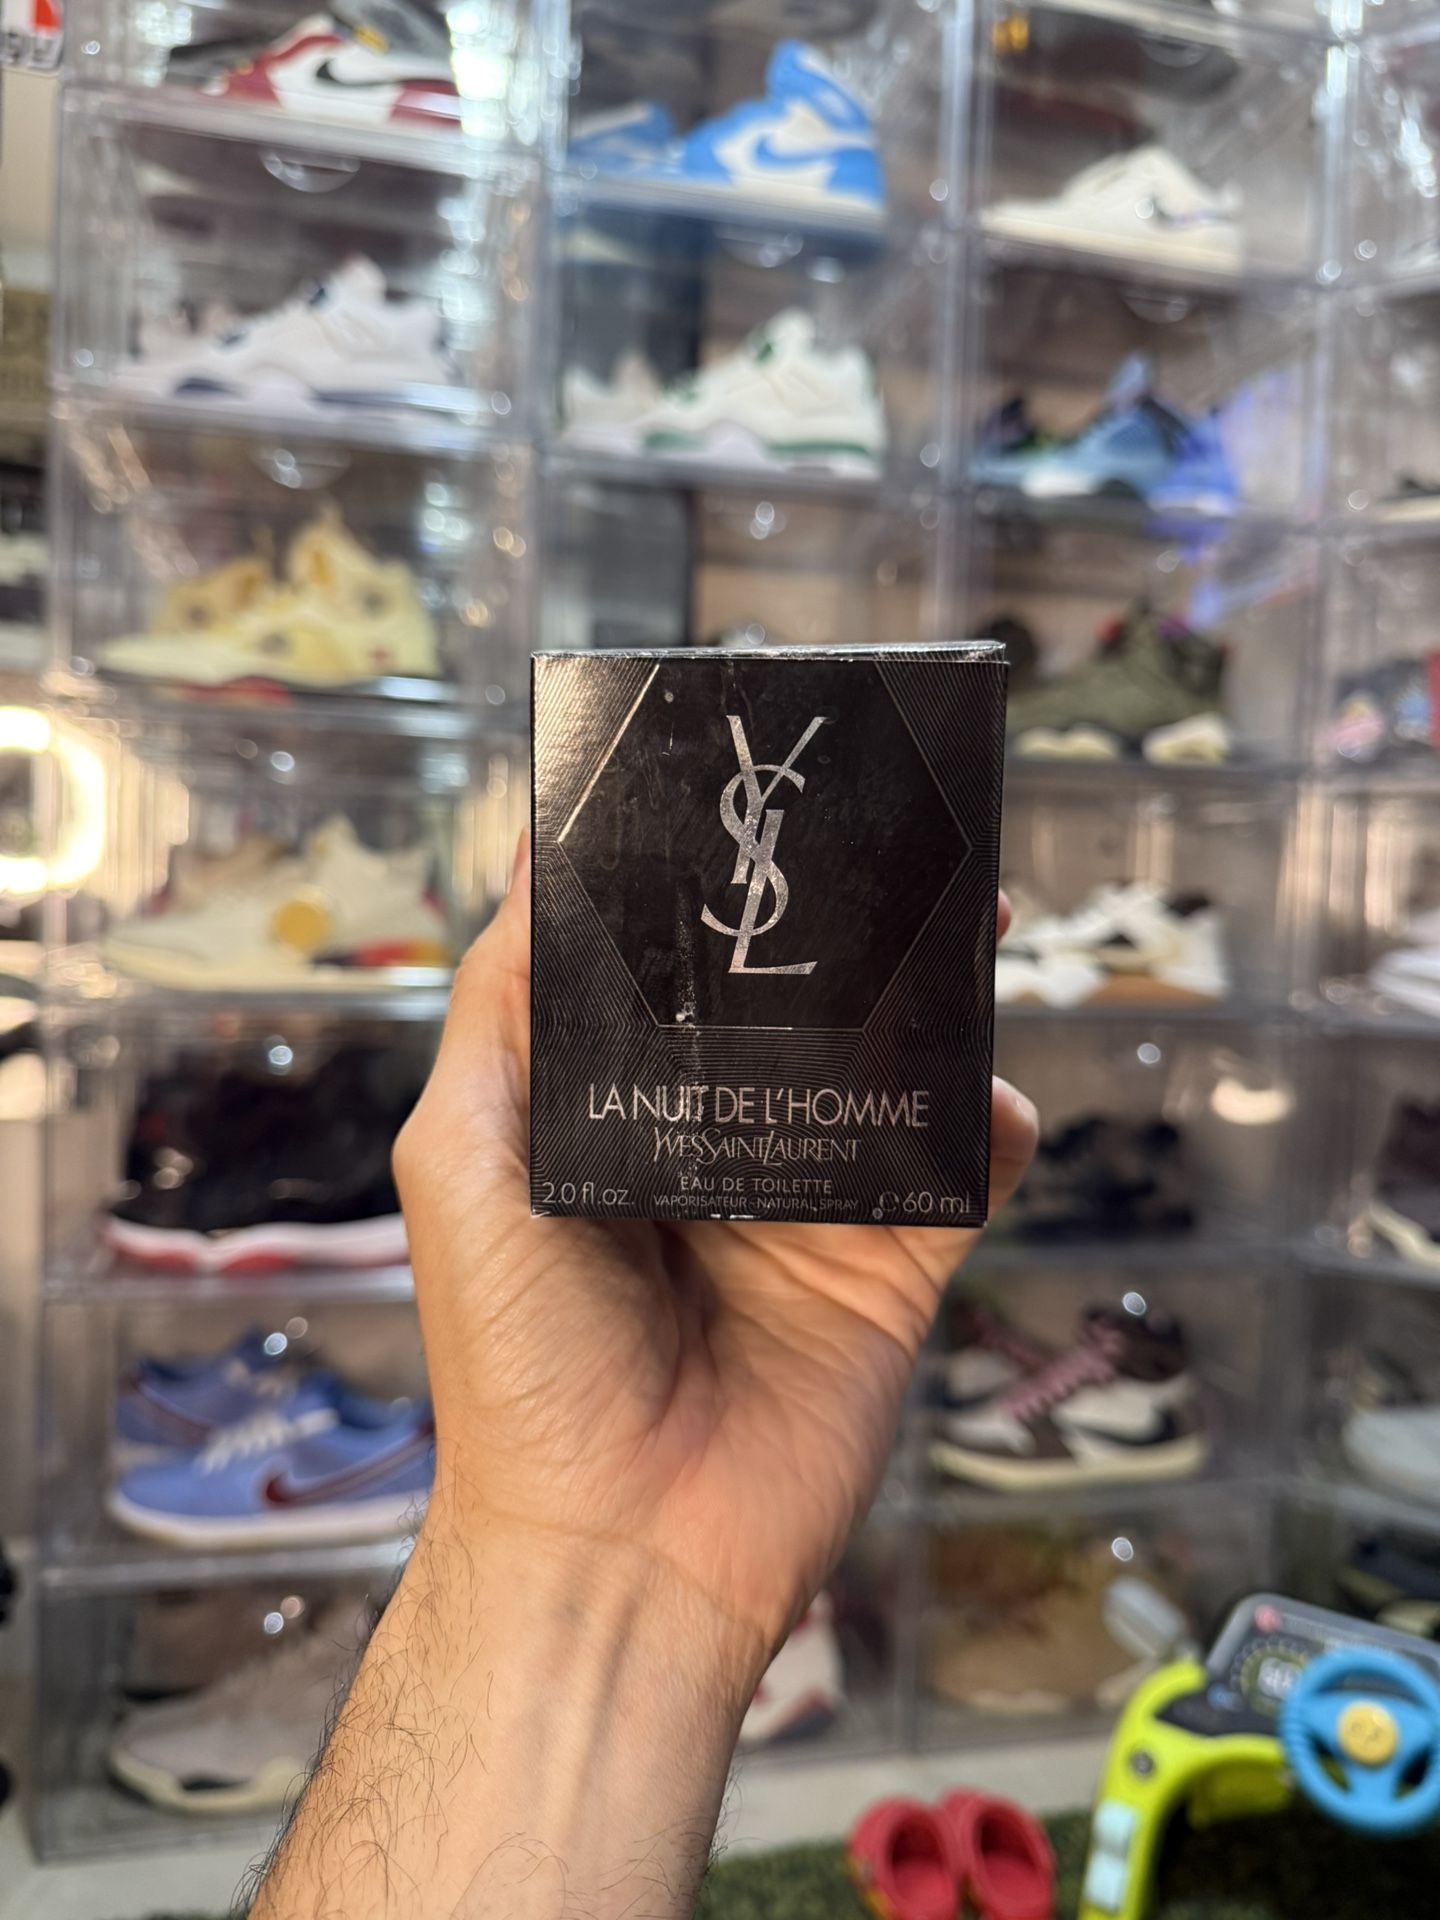 YSL
LA NUIT DE L'HOMME
YVES SAINT LAURENT
EAU DE TOILETTE
2.0 fl.oz. VAPORISATEUR - NATURAL SPRAY ℮ 60 ml